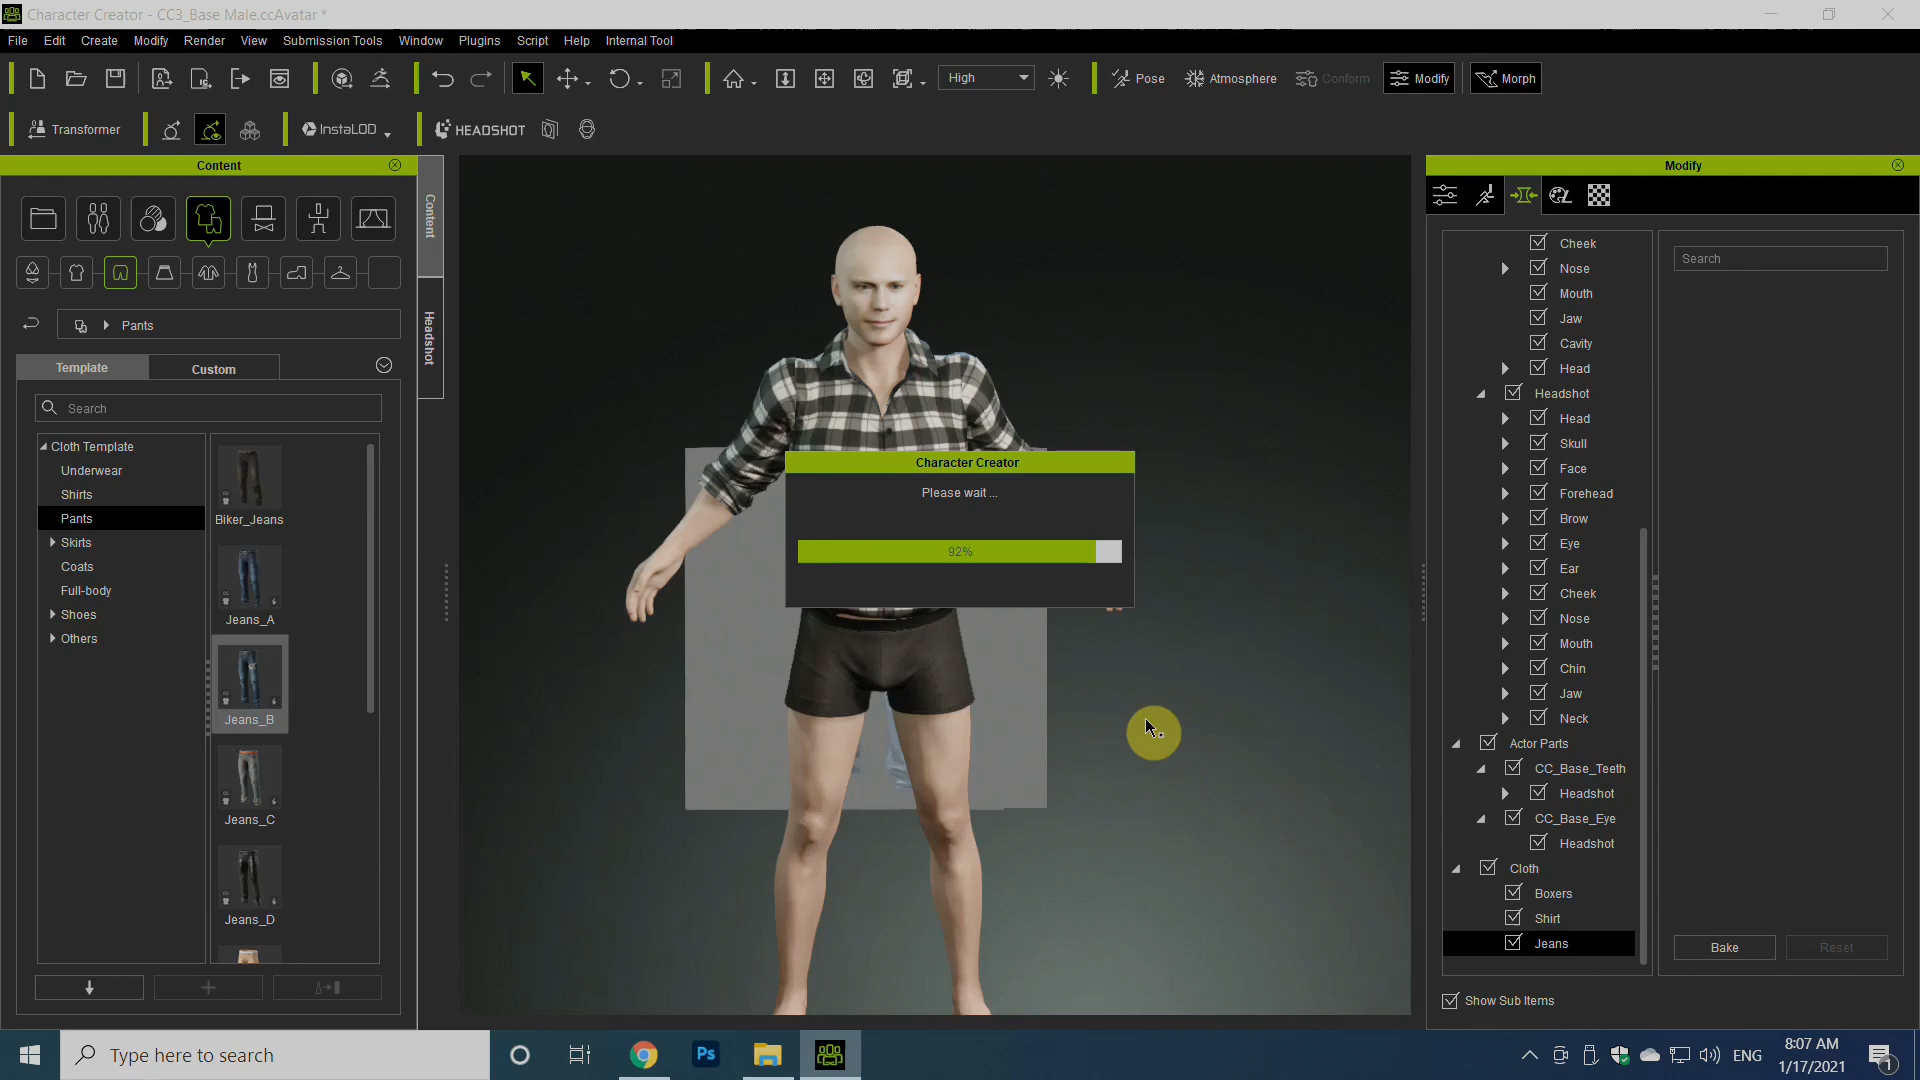 Character Creator - CC3_Base Male.ccAvatar *
File Edit Create Modify Render View Submission Tools Window Plugins Script Help Internal Tool
High Pose Atmosphere Conform Modify Morph
Transformer InstaLOD HEADSHOT
Content
Content
Headshot
Pants
Template Custom
Search
Cloth Template
Underwear
Shirts
Pants
Skirts
Coats
Full-body
Shoes
Others
Biker_Jeans
Jeans_A
Jeans_B
Jeans_C
Jeans_D
Character Creator
Please wait ...
92%
Modify
Search
Cheek
Nose
Mouth
Jaw
Cavity
Head
Headshot
Head
Skull
Face
Forehead
Brow
Eye
Ear
Cheek
Nose
Mouth
Chin
Jaw
Neck
Actor Parts
CC_Base_Teeth
Headshot
CC_Base_Eye
Headshot
Cloth
Boxers
Shirt
Jeans
Bake Reset
Show Sub Items
Type here to search
Ps
ENG
8:07 AM
1/17/2021
1